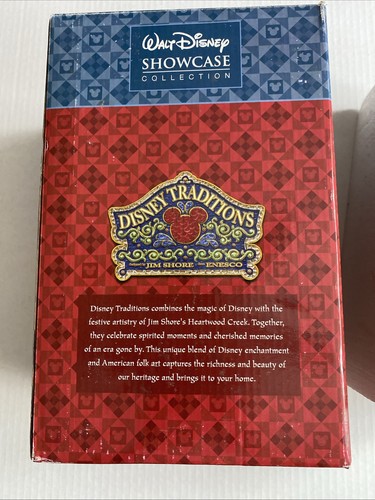 Walt Disney
SHOWCASE
COLLECTION
DISNEY TRADITIONS
JIM SHORE ENESCO
Disney Traditions combines the magic of Disney with the
festive artistry of Jim Shore's Heartwood Creek. Together,
they celebrate spirited moments and cherished memories
of an era gone by. This unique blend of Disney enchantment
and American folk art captures the richness and beauty of
our heritage and brings it to your home.